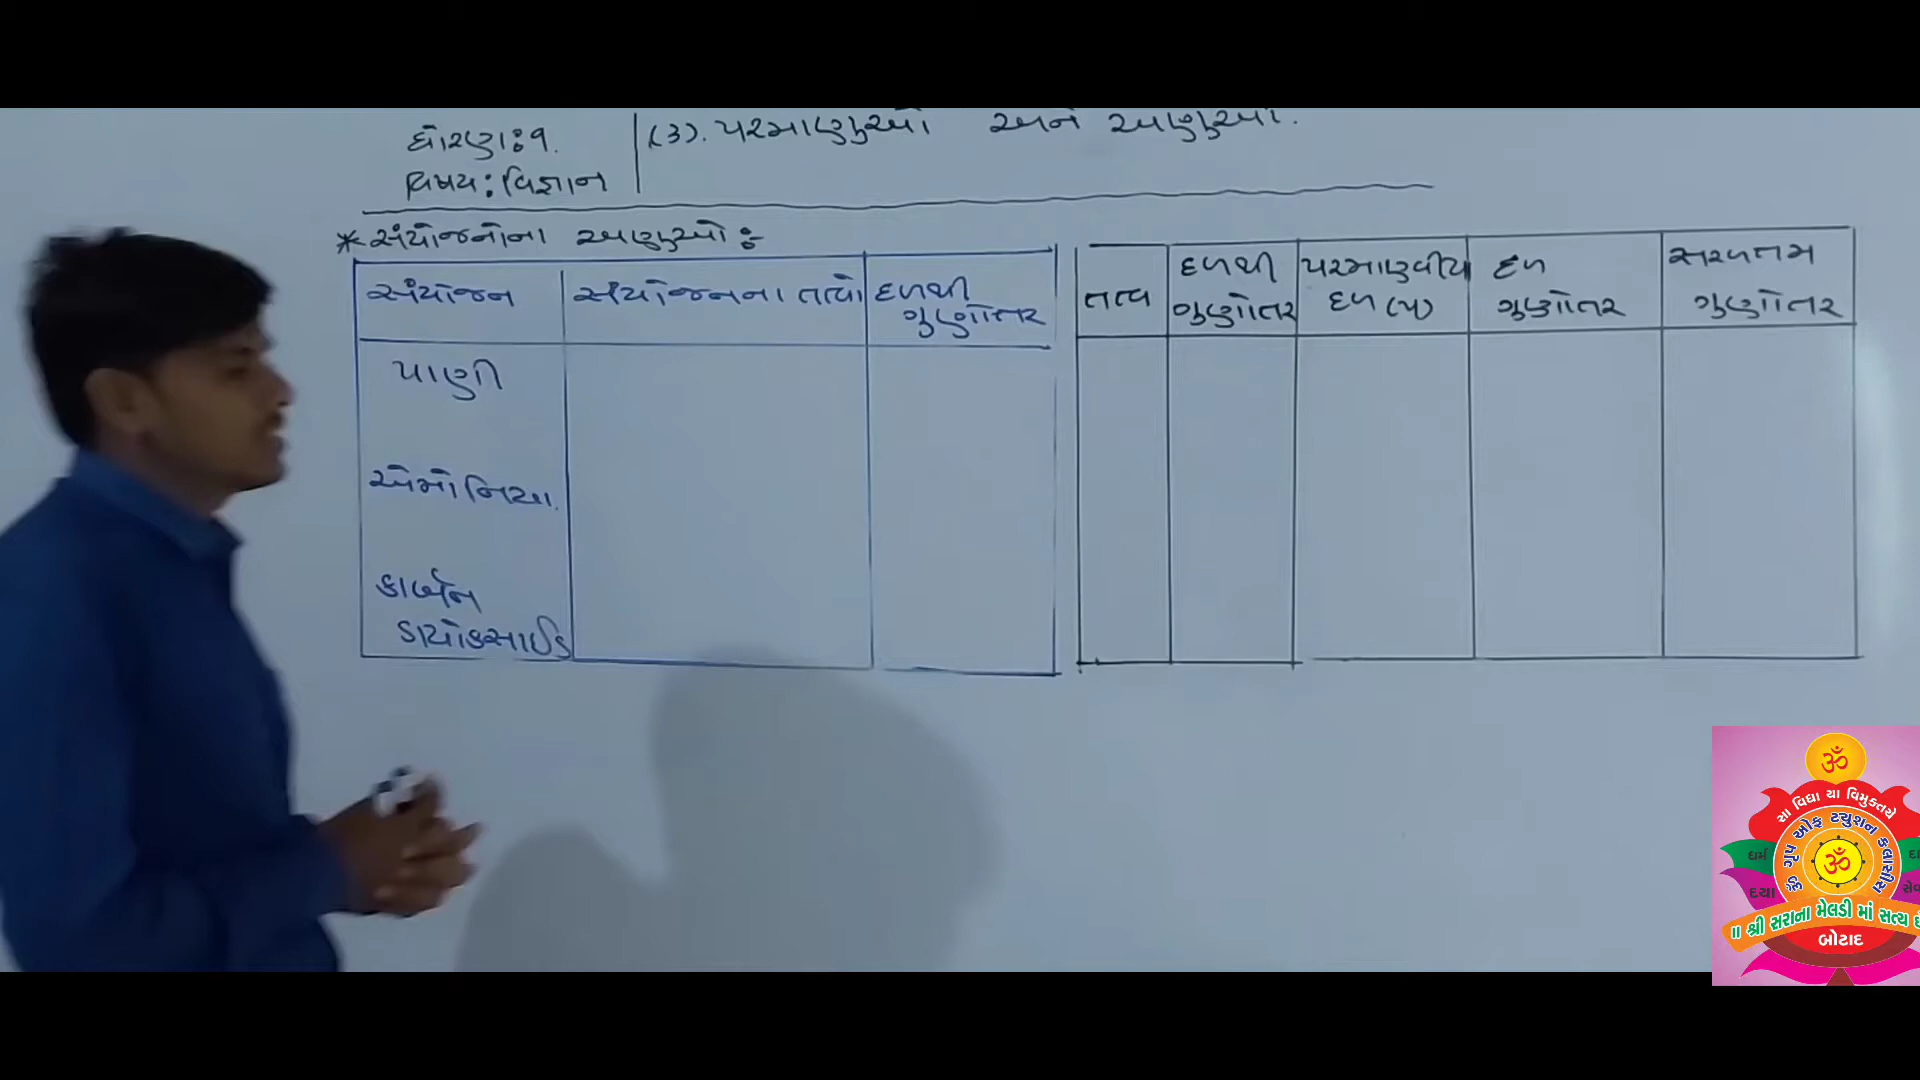 ધોરણ:9.
(3). પરમાણુઓ અને અણુઓ.
વિષય:વિજ્ઞાન
*સંયોજનોના અણુઓ:
સંયોજન
સંયોજનના તત્વો
દળથી
ગુણોત્તર
પાણી
એમોનિયા.
કાર્બન
ડાયોક્સાઈડ
તત્વ
દળથી
ગુણોતર
પરમાણ્વીય
દળ (u)
દળ
ગુણોતર
સરળતમ
ગુણોતર
ૐ
સા વિદ્યા યા વિમુક્તયે
ૐ ગૃપ ઓફ ટ્યુશન કલાસીસ
ૐ
ધર્મ
દયા
॥ શ્રી સરાના મેલડી માં સત્ય છે
બોટાદ